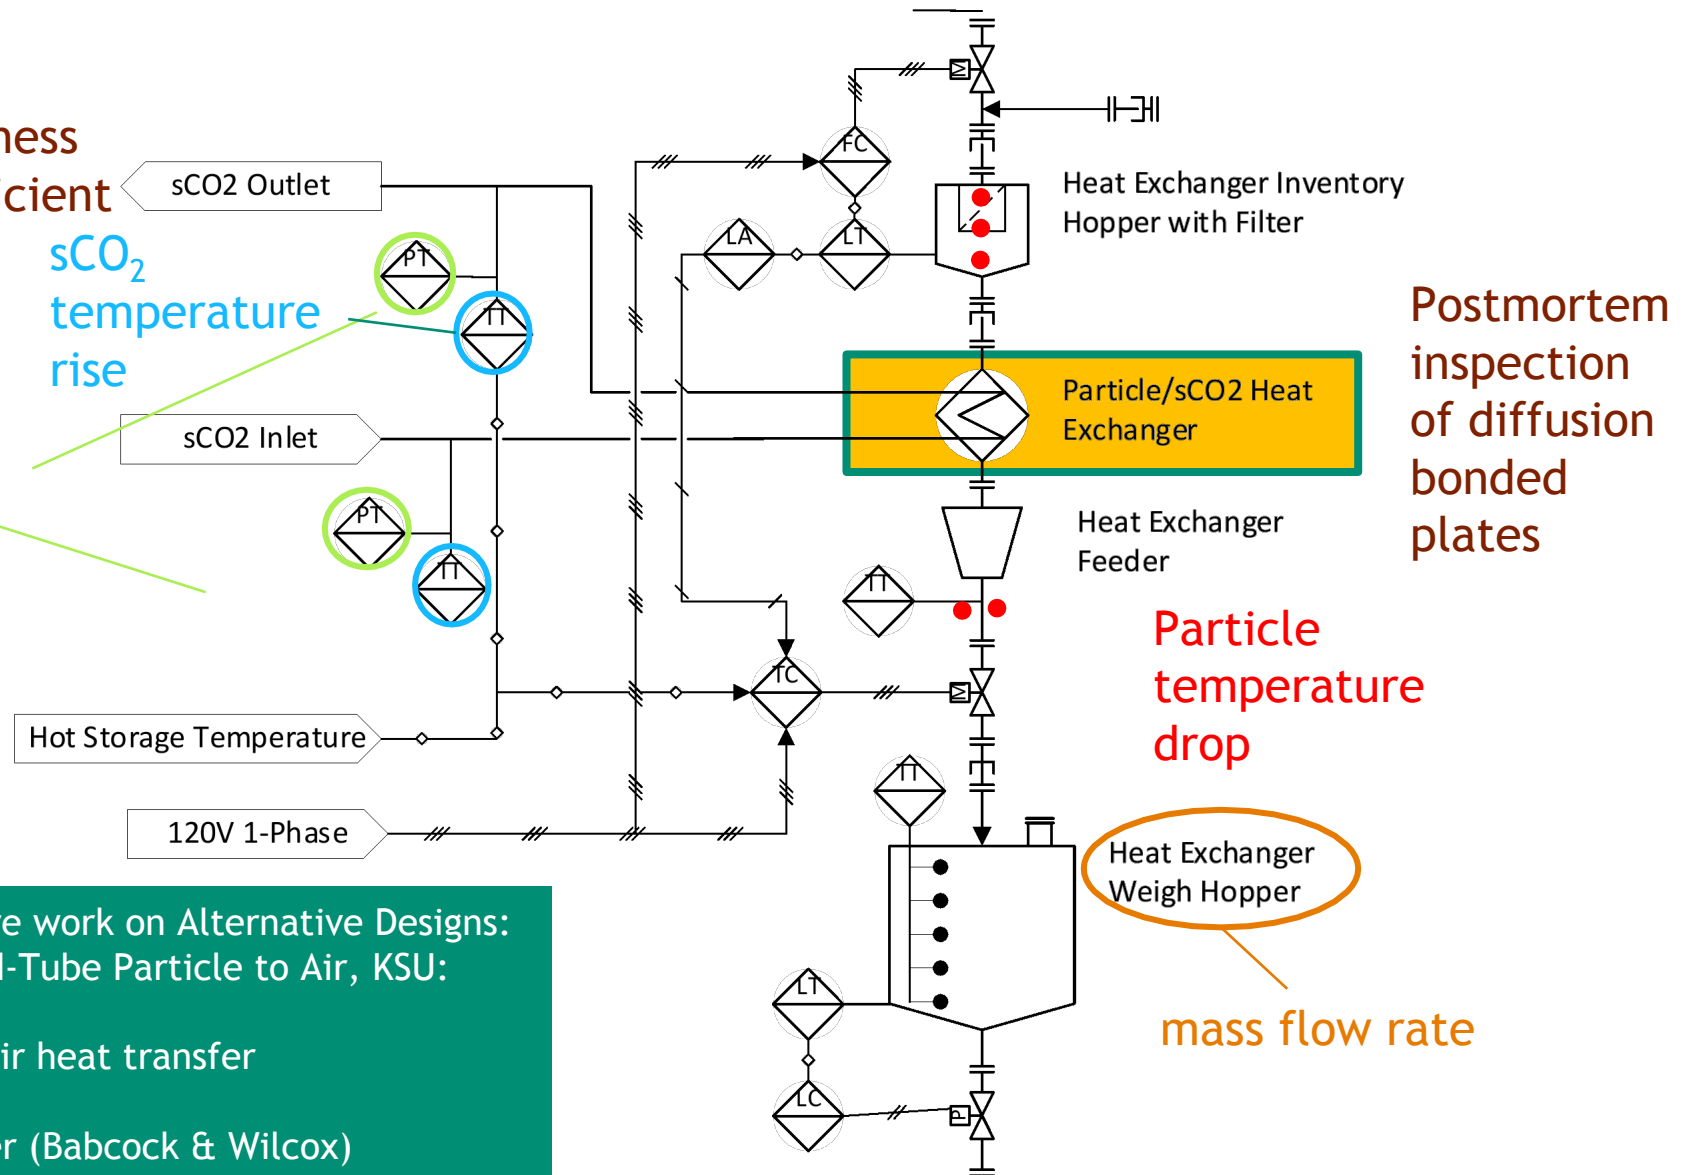 ness
icient
sCO2 Outlet
sCO2
temperature
rise
PT
TT
sCO2 Inlet
PT
TT
Hot Storage Temperature
120V 1-Phase
M
FC
LA
LT
Heat Exchanger Inventory
Hopper with Filter
Particle/sCO2 Heat
Exchanger
Postmortem
inspection
of diffusion
bonded
plates
Heat Exchanger
Feeder
TT
Particle
temperature
drop
TC
M
TT
Heat Exchanger
Weigh Hopper
mass flow rate
LT
LC
P
e work on Alternative Designs:
l-Tube Particle to Air, KSU:
ir heat transfer
er (Babcock & Wilcox)